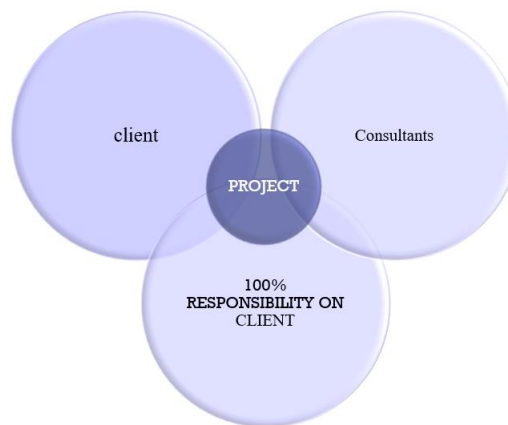 client
Consultants
PROJECT
100%
RESPONSIBILITY ON
CLIENT